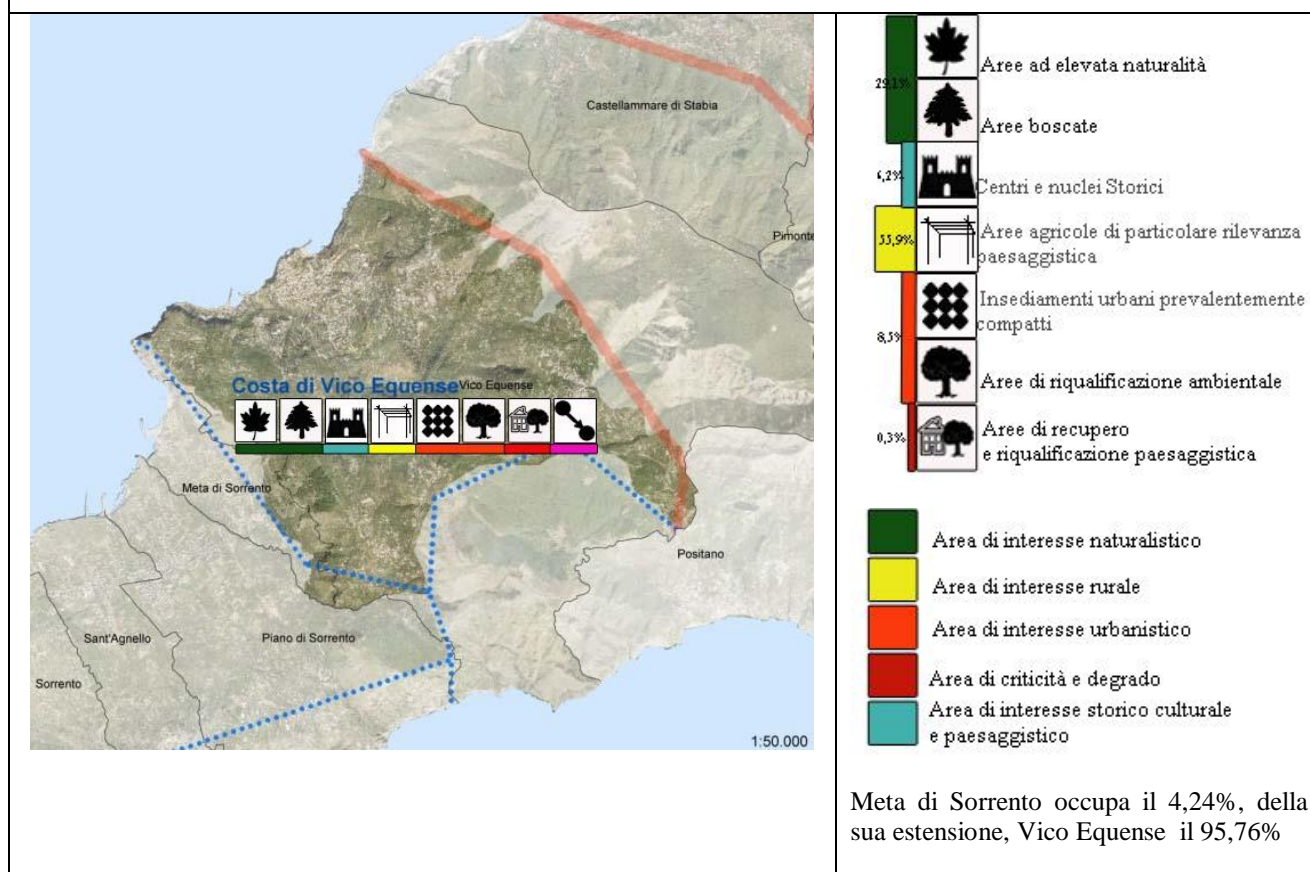 Castellammare di Stabia
Pimonte
Costa di Vico Equense
Vico Equense
Meta di Sorrento
Positano
Sant'Agnello
Piano di Sorrento
Sorrento
1:50.000
29,1%
Aree ad elevata naturalità
Aree boscate
Centri e nuclei Storici
Aree agricole di particolare rilevanza
paesaggistica
Insediamenti urbani prevalentemente
compatti
8,5%
Aree di riqualificazione ambientale
0,3%
Aree di recupero
e riqualificazione paesaggistica
Area di interesse naturalistico
Area di interesse rurale
Area di interesse urbanistico
Area di criticità e degrado
Area di interesse storico culturale
e paesaggistico
Meta di Sorrento occupa il 4,24%, della
sua estensione, Vico Equense il 95,76%